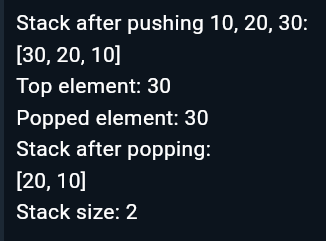 Stack after pushing 10, 20, 30:
[30, 20, 10]
Top element: 30
Popped element: 30
Stack after popping:
[20, 10]
Stack size: 2